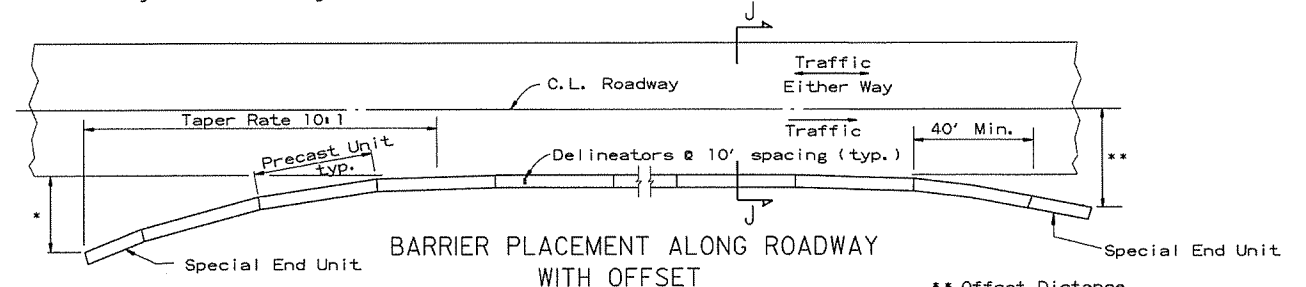 J
Traffic
Either Way
C.L. Roadway
Taper Rate 10:1
Traffic
40' Min.
Precast Unit
typ.
Delineators @ 10' spacing (typ.)
**
*
J
Special End Unit
BARRIER PLACEMENT ALONG ROADWAY
WITH OFFSET
Special End Unit
** Offset Distance